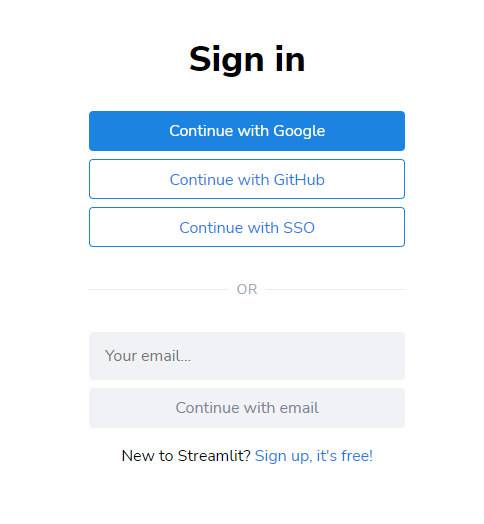 Sign in
Continue with Google
Continue with GitHub
Continue with SSO
OR
Your email...
Continue with email
New to Streamlit? Sign up, it's free!